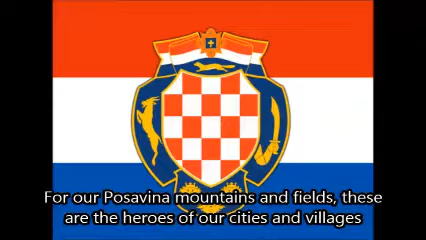 For our Posavina mountains and fields, these
are the heroes of our cities and villages